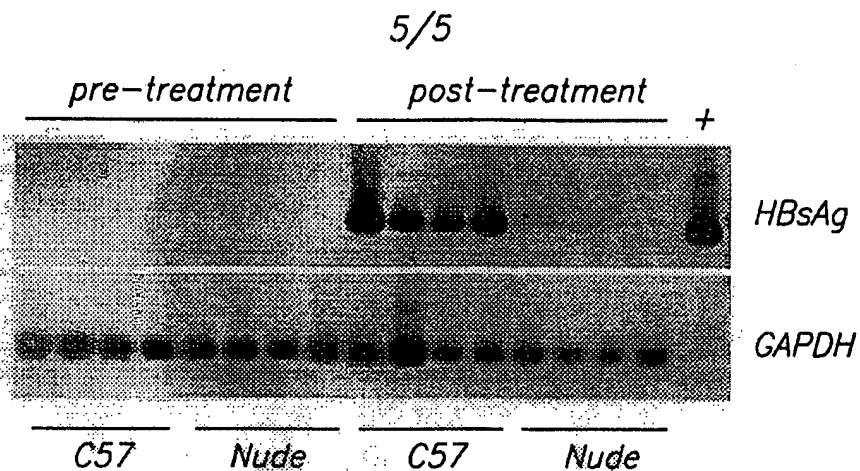 5/5
pre-treatment post-treatment +
HBsAg
GAPDH
C57 Nude C57 Nude